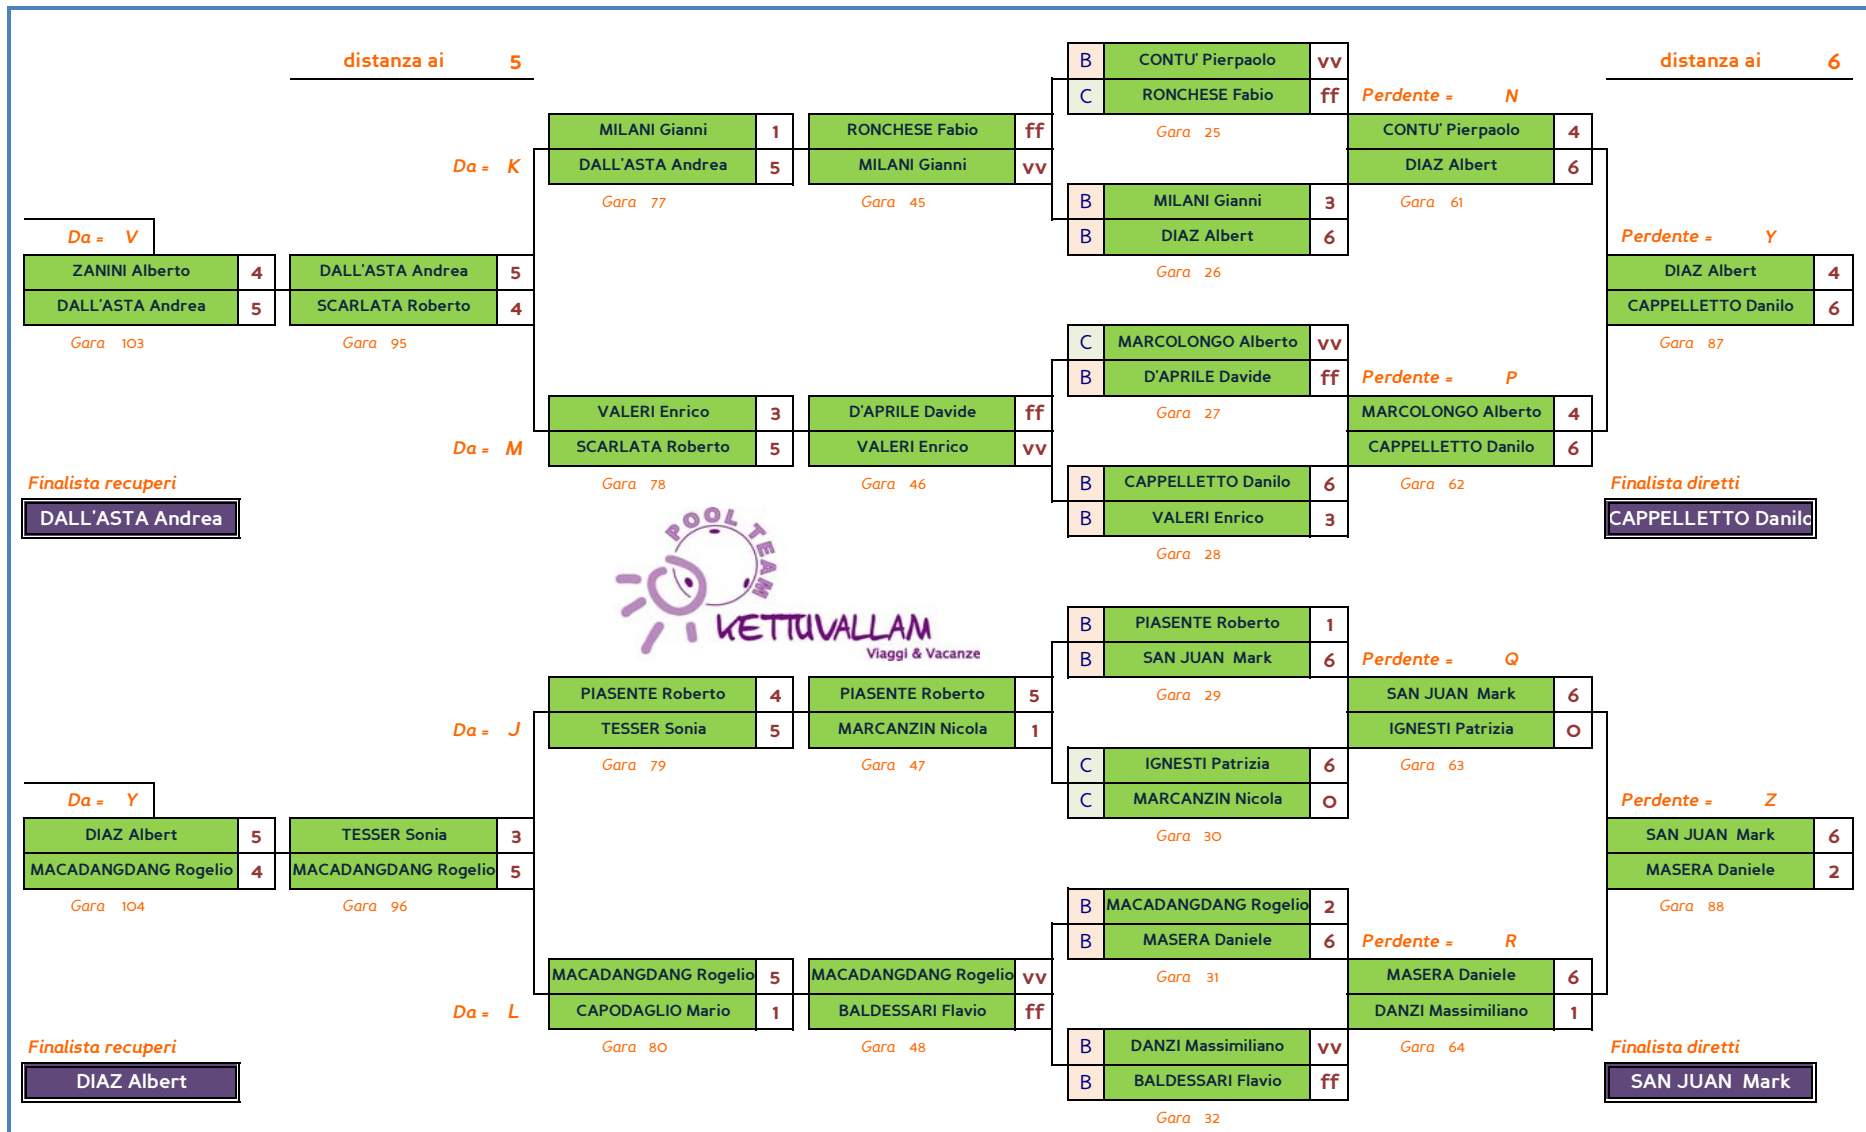 distanza ai 5
distanza ai 6
B CONTU' Pierpaolo vv
C RONCHESE Fabio ff
Perdente = N
Gara 25
MILANI Gianni 1
DALL'ASTA Andrea 5
Da = K
Gara 77
RONCHESE Fabio ff
MILANI Gianni vv
Gara 45
CONTU' Pierpaolo 4
DIAZ Albert 6
Gara 61
B MILANI Gianni 3
B DIAZ Albert 6
Gara 26
Da = V
ZANINI Alberto 4
DALL'ASTA Andrea 5
Gara 103
DALL'ASTA Andrea 5
SCARLATA Roberto 4
Gara 95
Perdente = Y
DIAZ Albert 4
CAPPELLETTO Danilo 6
Gara 87
C MARCOLONGO Alberto vv
B D'APRILE Davide ff
Perdente = P
Gara 27
VALERI Enrico 3
SCARLATA Roberto 5
Da = M
Gara 78
D'APRILE Davide ff
VALERI Enrico vv
Gara 46
MARCOLONGO Alberto 4
CAPPELLETTO Danilo 6
Gara 62
B CAPPELLETTO Danilo 6
B VALERI Enrico 3
Gara 28
Finalista recuperi
DALL'ASTA Andrea
Finalista diretti
CAPPELLETTO Danilo
POOL TEAM
KETTUVALLAM
Viaggi & Vacanze
B PIASENTE Roberto 1
B SAN JUAN Mark 6
Perdente = Q
Gara 29
PIASENTE Roberto 4
TESSER Sonia 5
Da = J
Gara 79
PIASENTE Roberto 5
MARCANZIN Nicola 1
Gara 47
SAN JUAN Mark 6
IGNESTI Patrizia 0
Gara 63
C IGNESTI Patrizia 6
C MARCANZIN Nicola 0
Gara 30
Da = Y
DIAZ Albert 5
MACADANGDANG Rogelio 4
Gara 104
TESSER Sonia 3
MACADANGDANG Rogelio 5
Gara 96
Perdente = Z
SAN JUAN Mark 6
MASERA Daniele 2
Gara 88
B MACADANGDANG Rogelio 2
B MASERA Daniele 6
Perdente = R
Gara 31
MACADANGDANG Rogelio 5
CAPODAGLIO Mario 1
Da = L
Gara 80
MACADANGDANG Rogelio vv
BALDESSARI Flavio ff
Gara 48
MASERA Daniele 6
DANZI Massimiliano 1
Gara 64
B DANZI Massimiliano vv
B BALDESSARI Flavio ff
Gara 32
Finalista recuperi
DIAZ Albert
Finalista diretti
SAN JUAN Mark